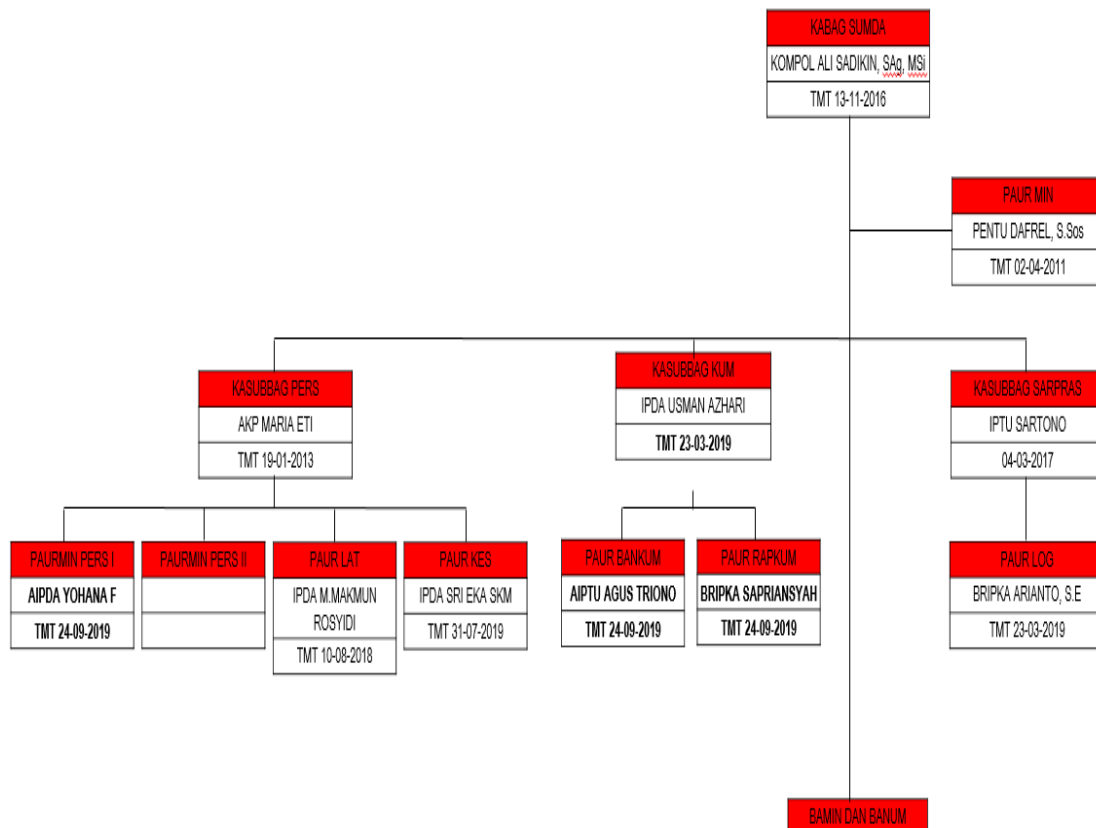 KABAG SUMDA
KOMPOL ALI SADIKIN, SAg, MSi
TMT 13-11-2016
PAUR MIN
PENTU DAFREL, S.Sos
TMT 02-04-2011
KASUBBAG PERS
AKP MARIA ETI
TMT 19-01-2013
KASUBBAG KUM
IPDA USMAN AZHARI
TMT 23-03-2019
KASUBBAG SARPRAS
IPTU SARTONO
04-03-2017
PAURMIN PERS I
AIPDA YOHANA F
TMT 24-09-2019
PAURMIN PERS II
PAUR LAT
IPDA M.MAKMUN
ROSYIDI
TMT 10-08-2018
PAUR KES
IPDA SRI EKA SKM
TMT 31-07-2019
PAUR BANKUM
AIPTU AGUS TRIONO
TMT 24-09-2019
PAUR RAPKUM
BRIPKA SAPRIANSYAH
TMT 24-09-2019
PAUR LOG
BRIPKA ARIANTO, S.E
TMT 23-03-2019
BAMIN DAN BANUM